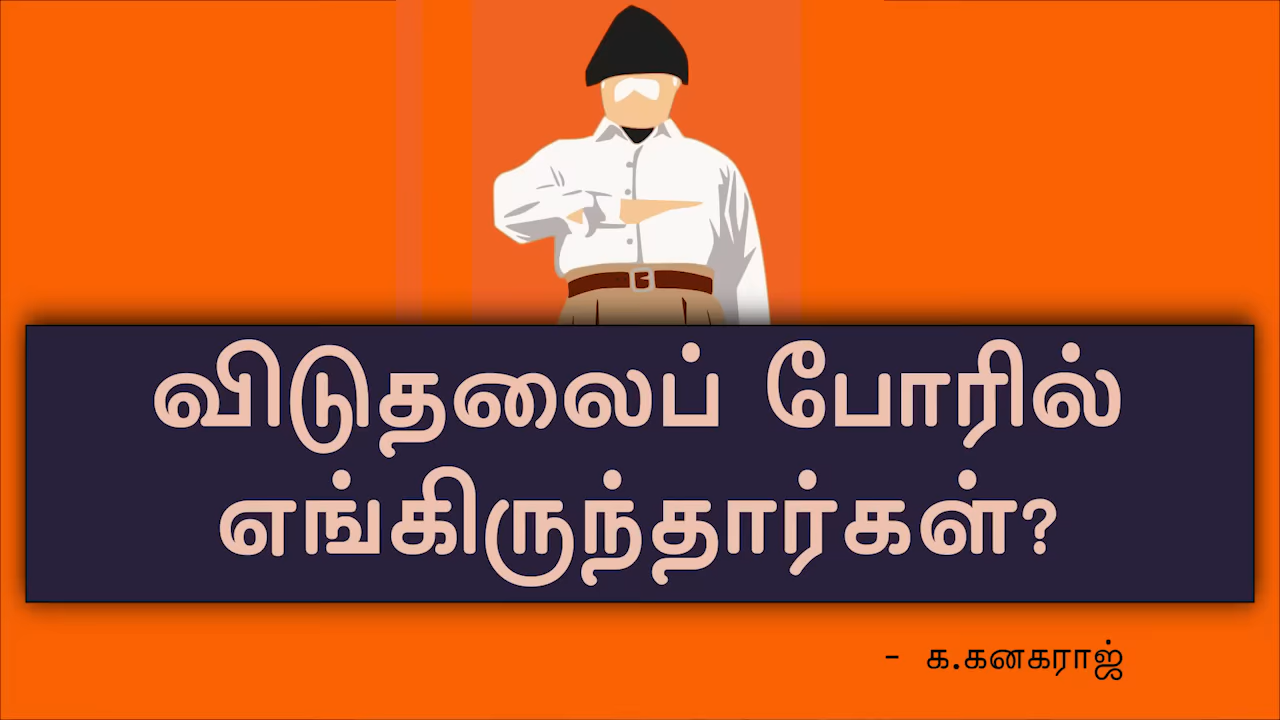 விடுதலைப் போரில்
எங்கிருந்தார்கள்?
- க.கனகராஜ்